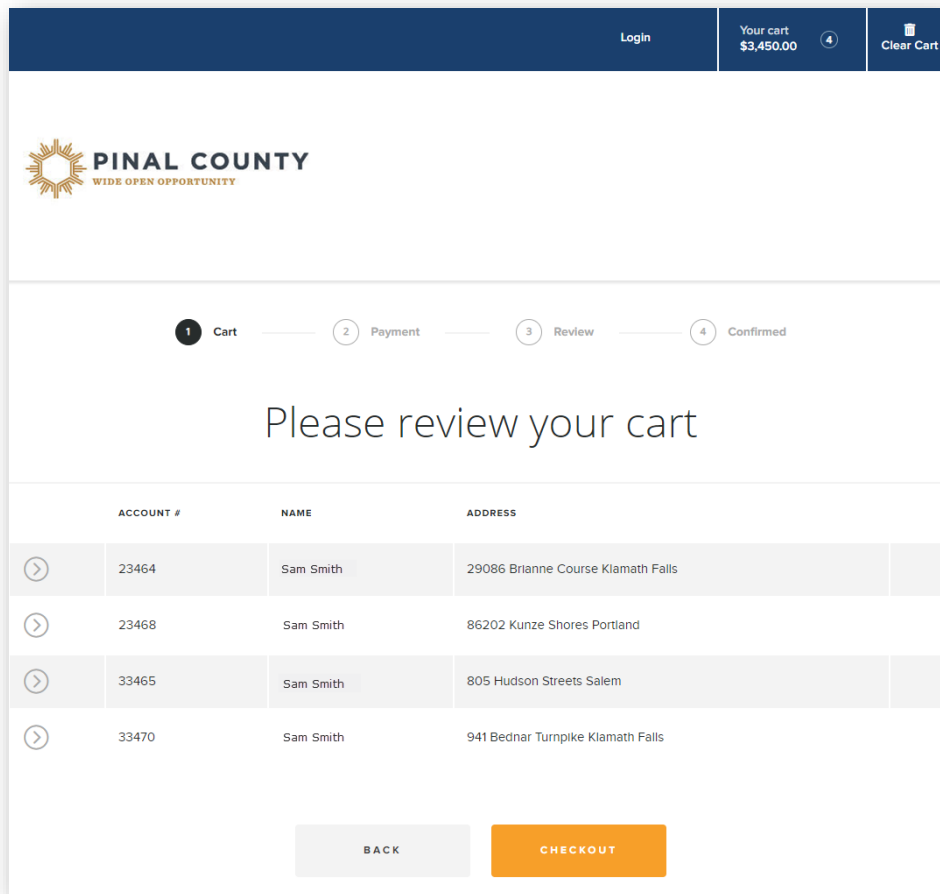 Login
Your cart
$3,450.00
4
Clear Cart
PINAL COUNTY
WIDE OPEN OPPORTUNITY
1 Cart 2 Payment 3 Review 4 Confirmed
Please review your cart
ACCOUNT # NAME ADDRESS
23464 Sam Smith 29086 Brianne Course Klamath Falls
23468 Sam Smith 86202 Kunze Shores Portland
33465 Sam Smith 805 Hudson Streets Salem
33470 Sam Smith 941 Bednar Turnpike Klamath Falls
BACK CHECKOUT